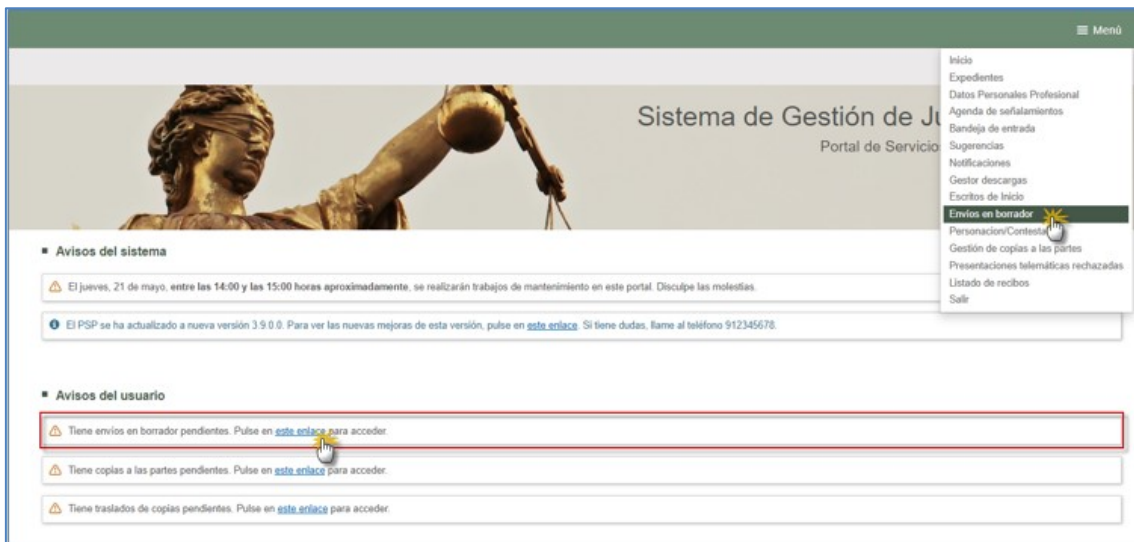 Menú
Inicio
Expedientes
Datos Personales Profesional
Agenda de señalamientos
Bandeja de entrada
Sugerencias
Notificaciones
Gestor descargas
Escritos de Inicio
Envíos en borrador
Personacion/Contesta
Gestión de copias a las partes
Presentaciones telemáticas rechazadas
Listado de recibos
Salir
Sistema de Gestión de Ju
Portal de Servicio
Avisos del sistema
El jueves, 21 de mayo, entre las 14:00 y las 15:00 horas aproximadamente, se realizarán trabajos de mantenimiento en este portal. Disculpe las molestias.
El PSP se ha actualizado a nueva versión 3.9.0.0. Para ver las nuevas mejoras de esta versión, pulse en este enlace. Si tiene dudas, llame al teléfono 912345678.
Avisos del usuario
Tiene envíos en borrador pendientes. Pulse en este enlace para acceder.
Tiene copias a las partes pendientes. Pulse en este enlace para acceder.
Tiene traslados de copias pendientes. Pulse en este enlace para acceder.